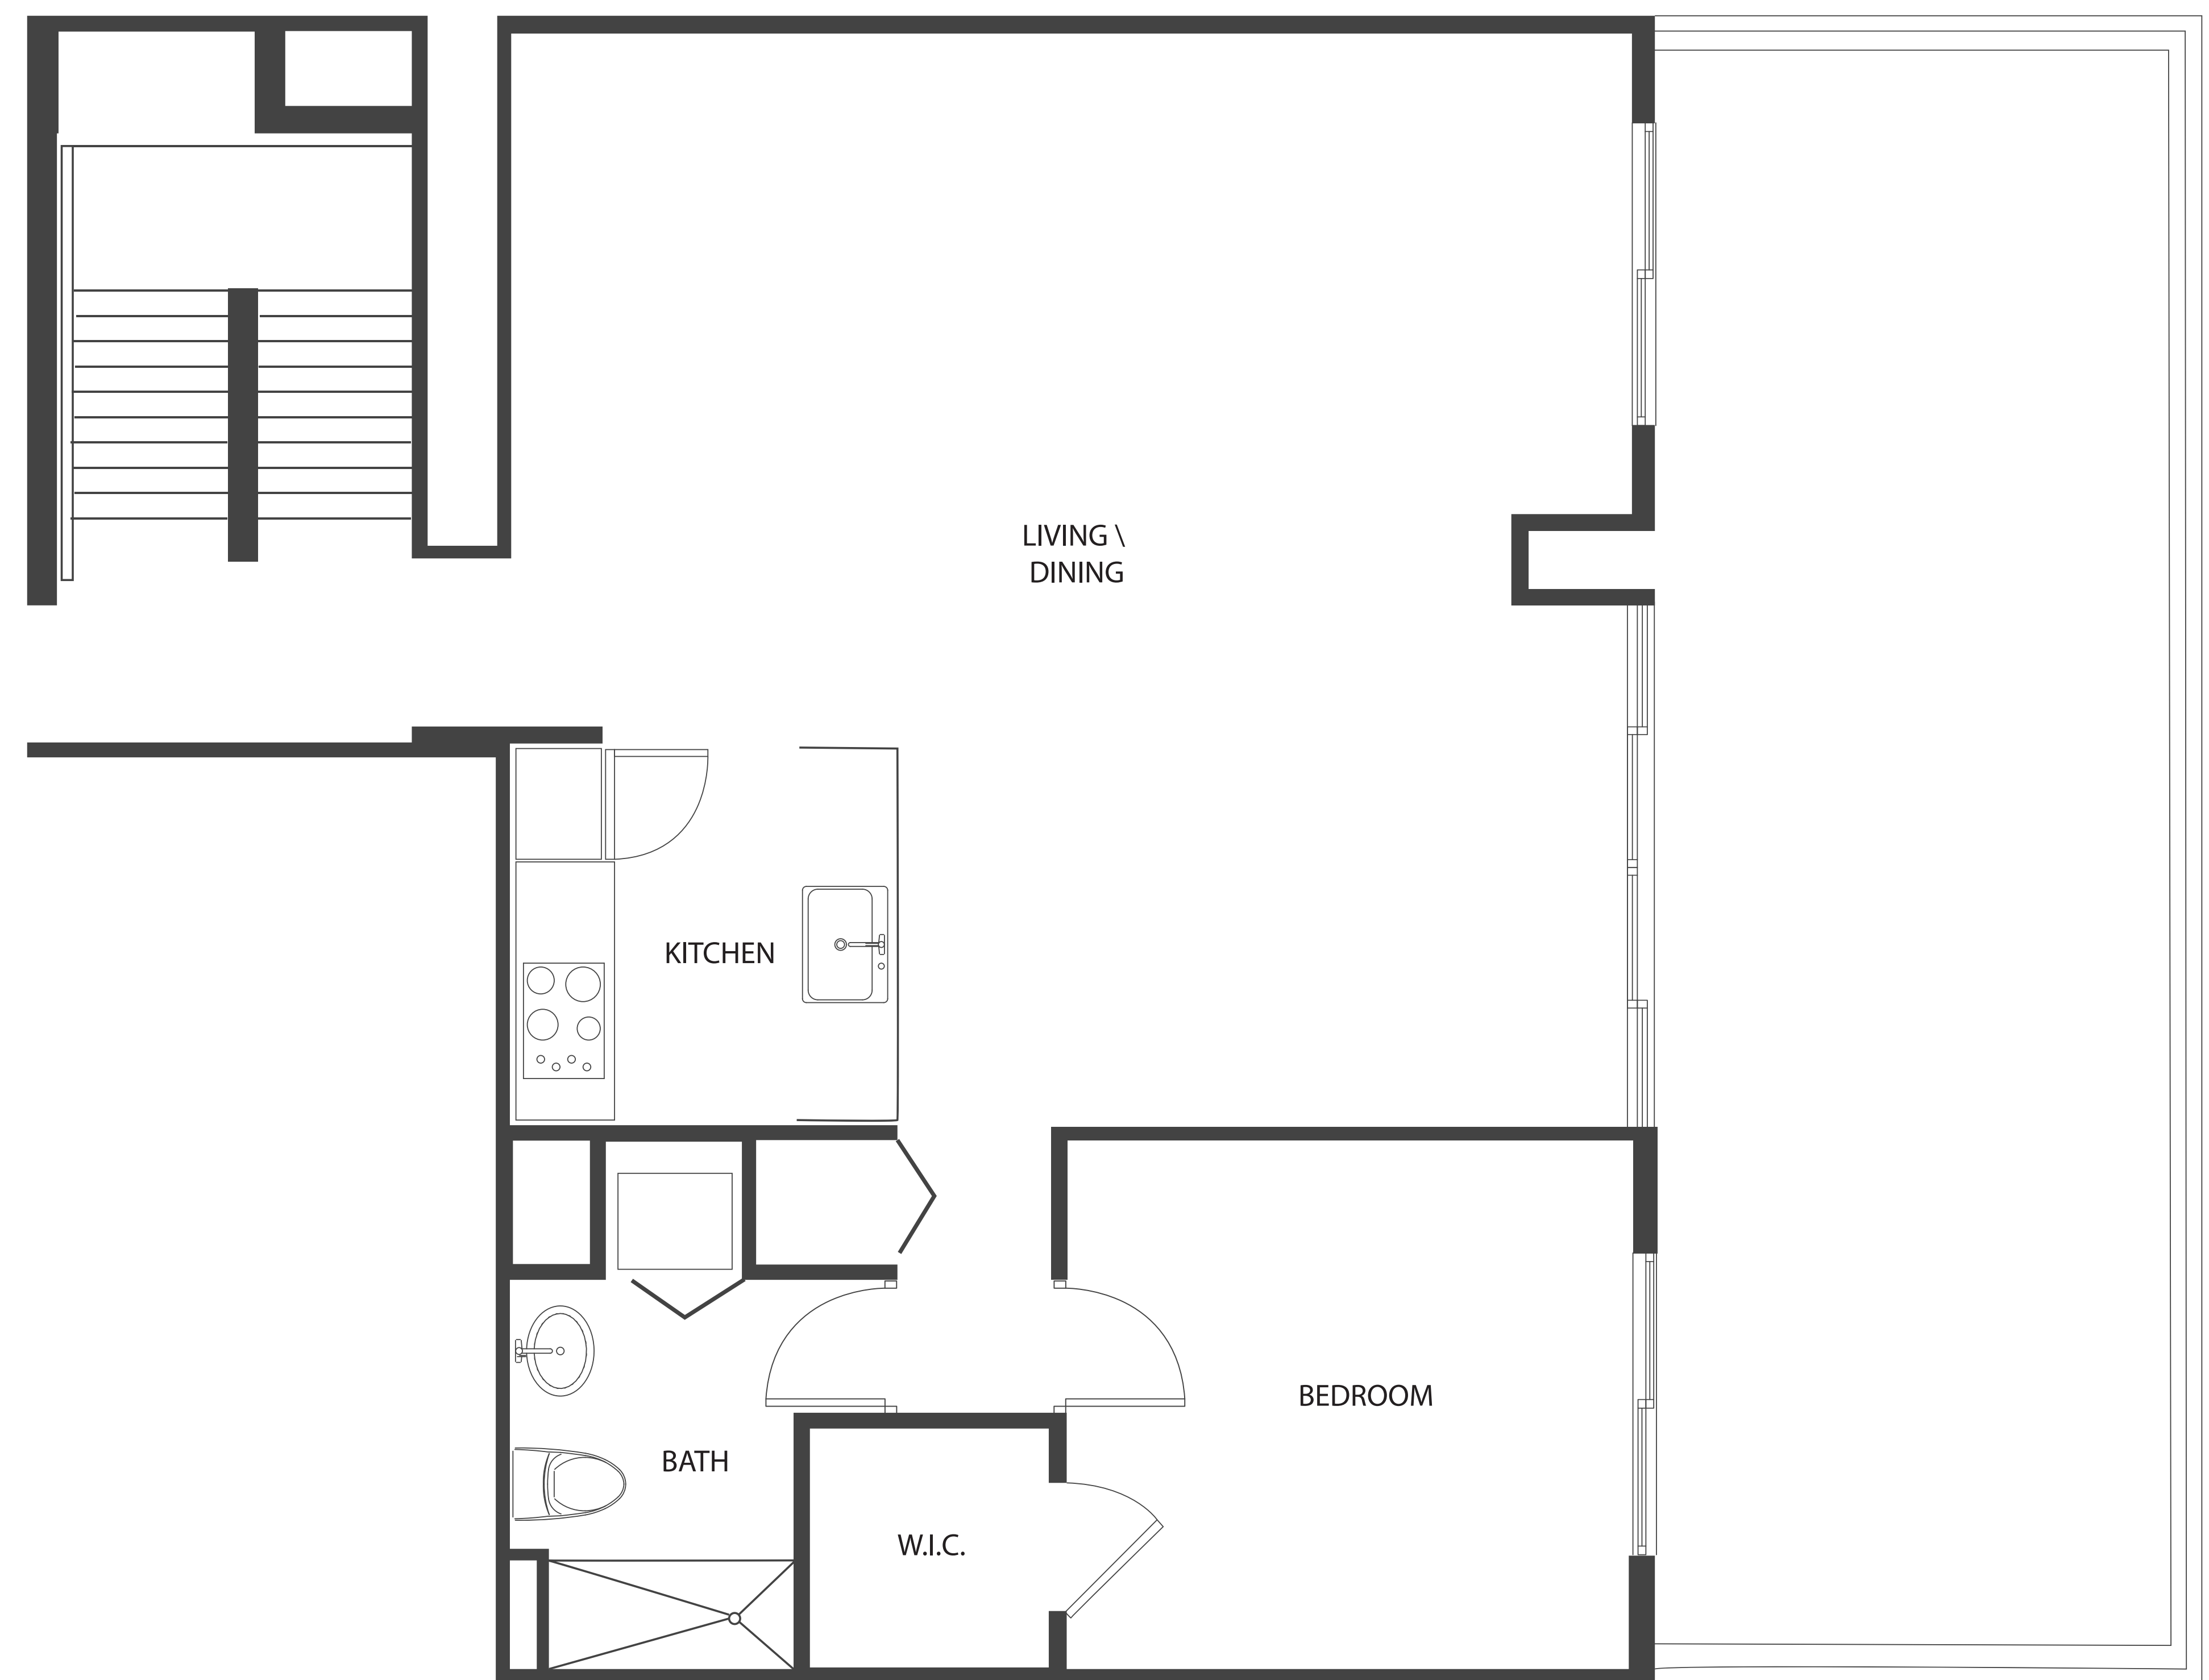 LIVING \
DINING
KITCHEN
BEDROOM
BATH
W.I.C.